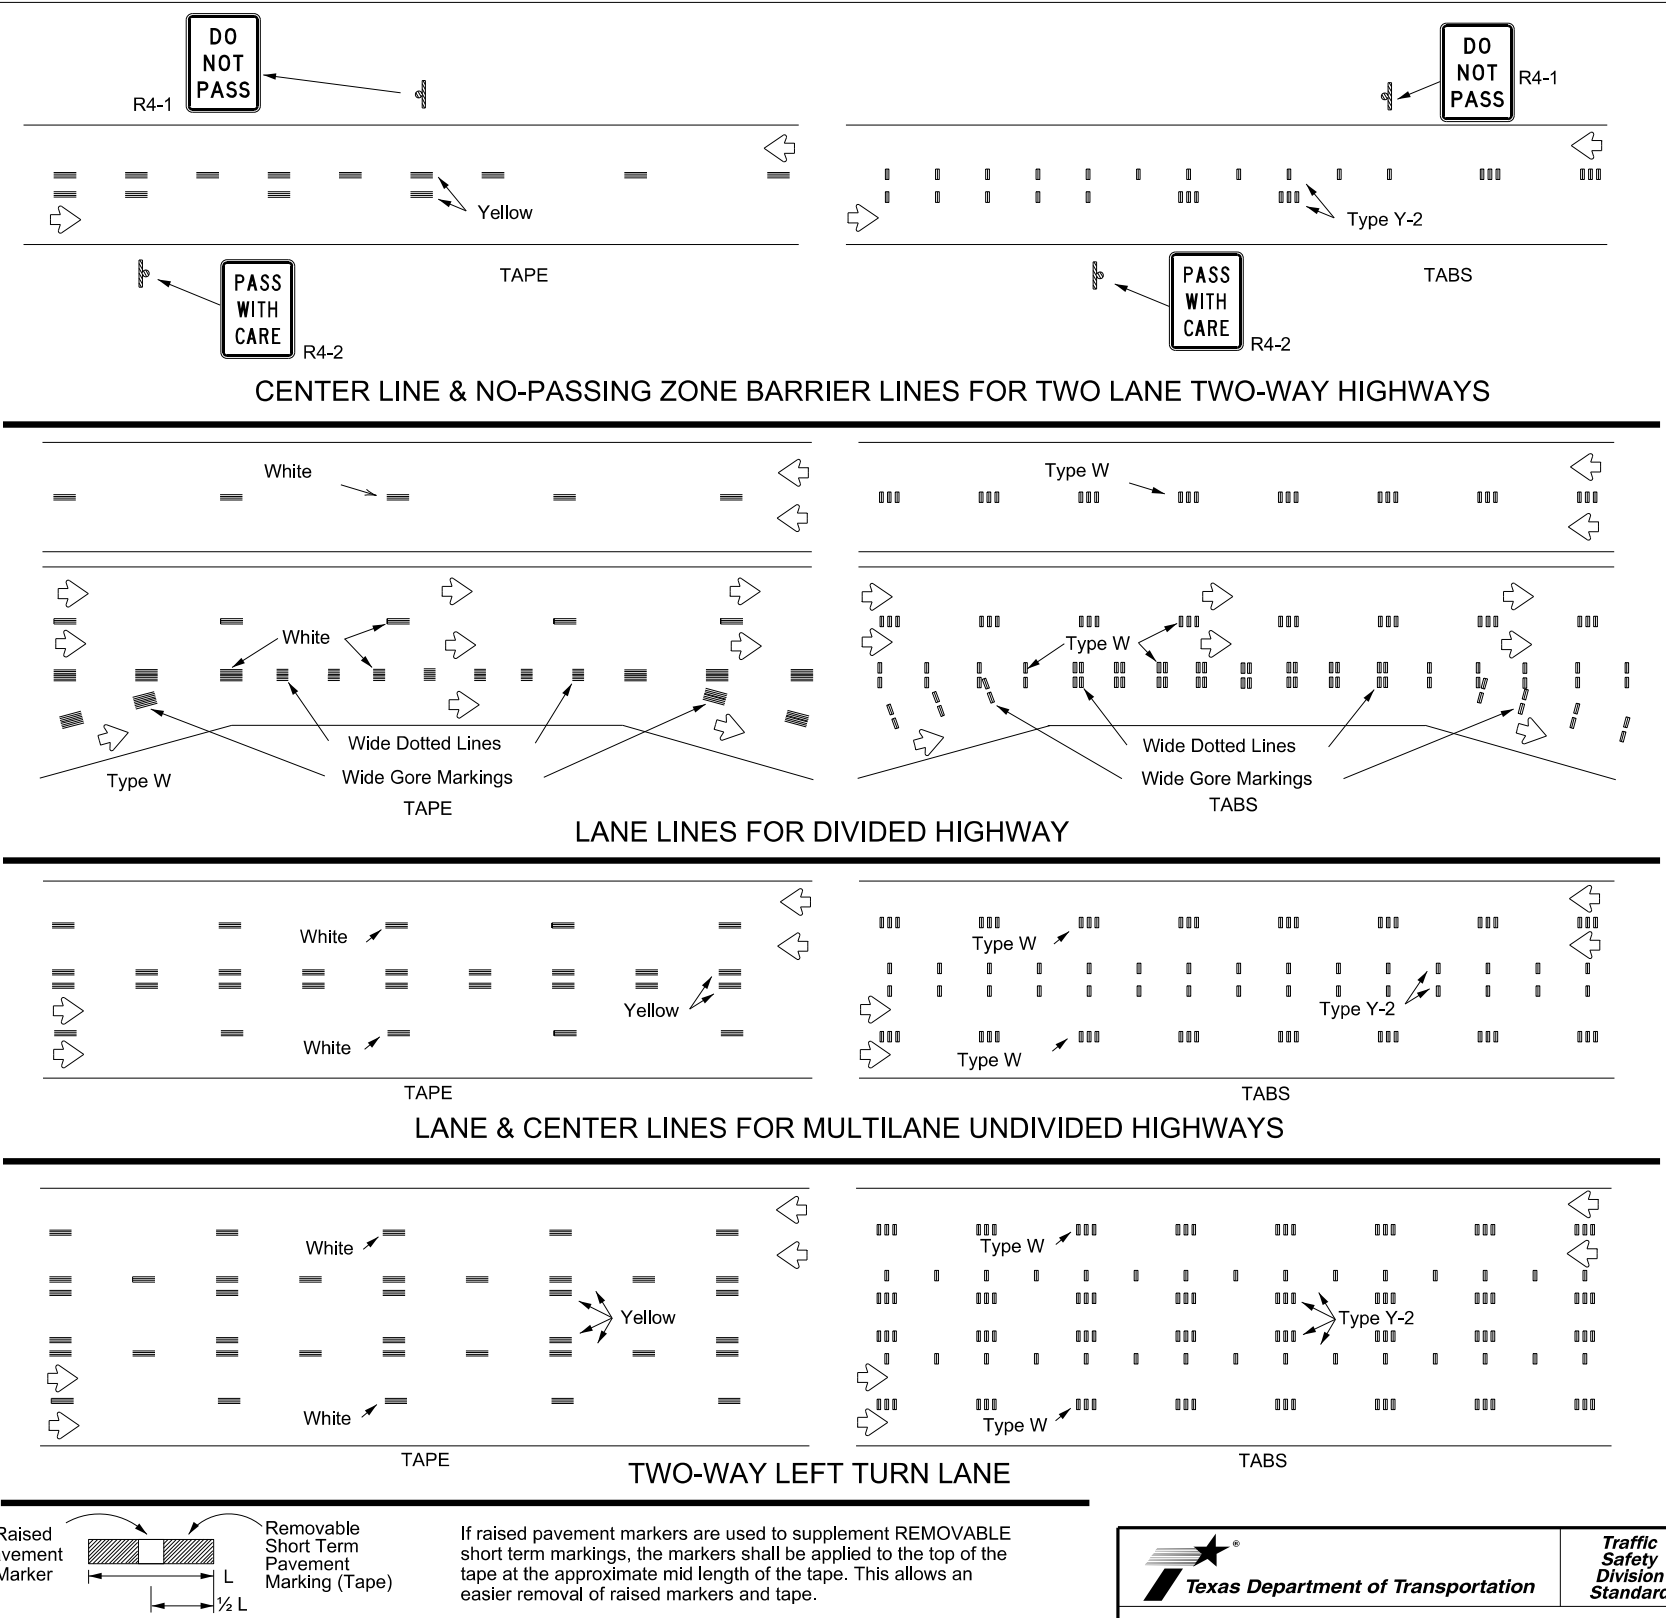 DO
NOT
PASS
R4-1
Yellow
PASS
WITH
CARE
R4-2
TAPE
DO
NOT
PASS
R4-1
Type Y-2
PASS
WITH
CARE
R4-2
TABS
CENTER LINE & NO-PASSING ZONE BARRIER LINES FOR TWO LANE TWO-WAY HIGHWAYS
White
White
Wide Dotted Lines
Wide Gore Markings
Type W
TAPE
Type W
Type W
Wide Dotted Lines
Wide Gore Markings
TABS
LANE LINES FOR DIVIDED HIGHWAY
White
Yellow
White
TAPE
Type W
Type Y-2
Type W
TABS
LANE & CENTER LINES FOR MULTILANE UNDIVIDED HIGHWAYS
White
Yellow
White
TAPE
Type W
Type Y-2
Type W
TABS
TWO-WAY LEFT TURN LANE
Raised
avement
Marker
Removable
Short Term
Pavement
Marking (Tape)
L
½ L
If raised pavement markers are used to supplement REMOVABLE
short term markings, the markers shall be applied to the top of the
tape at the approximate mid length of the tape. This allows an
easier removal of raised markers and tape.
®
Texas Department of Transportation
Traffic
Safety
Division
Standard